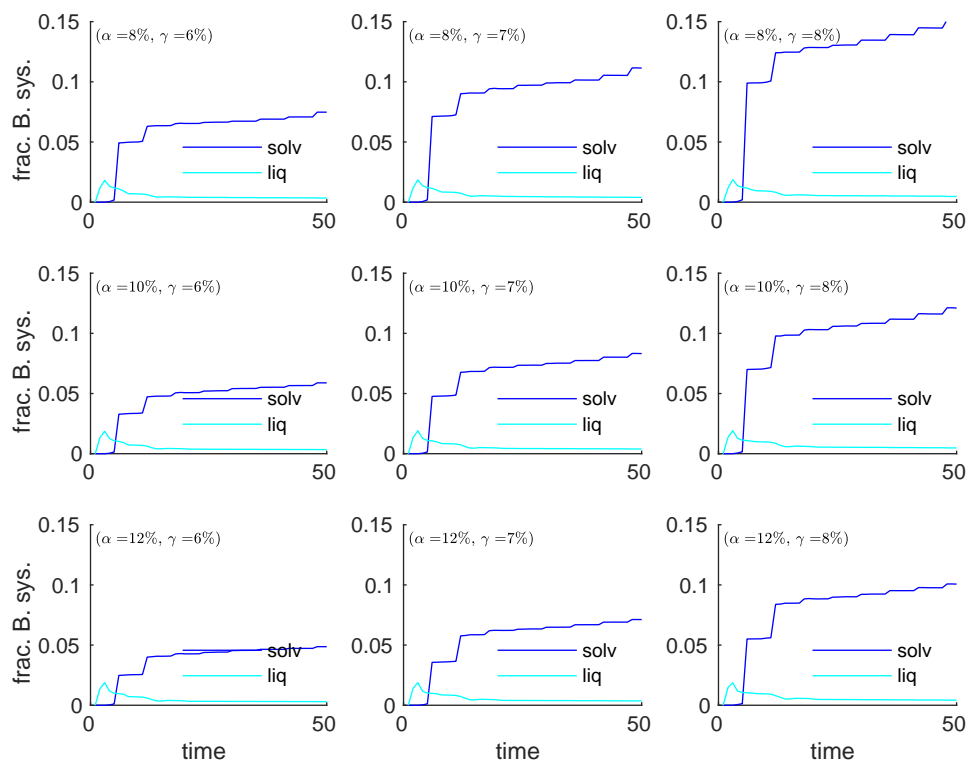 0.15
(α =8%, γ =6%)
0.1
frac. B. sys.
0.05
solv
liq
0
0
50
0.15
(α =8%, γ =7%)
0.1
0.05
solv
liq
0
0
50
0.15
(α =8%, γ =8%)
0.1
0.05
solv
liq
0
0
50
0.15
(α =10%, γ =6%)
0.1
frac. B. sys.
0.05
solv
liq
0
0
50
0.15
(α =10%, γ =7%)
0.1
0.05
solv
liq
0
0
50
0.15
(α =10%, γ =8%)
0.1
0.05
solv
liq
0
0
50
0.15
(α =12%, γ =6%)
0.1
frac. B. sys.
0.05
solv
liq
0
0
50
time
0.15
(α =12%, γ =7%)
0.1
0.05
solv
liq
0
0
50
time
0.15
(α =12%, γ =8%)
0.1
0.05
solv
liq
0
0
50
time